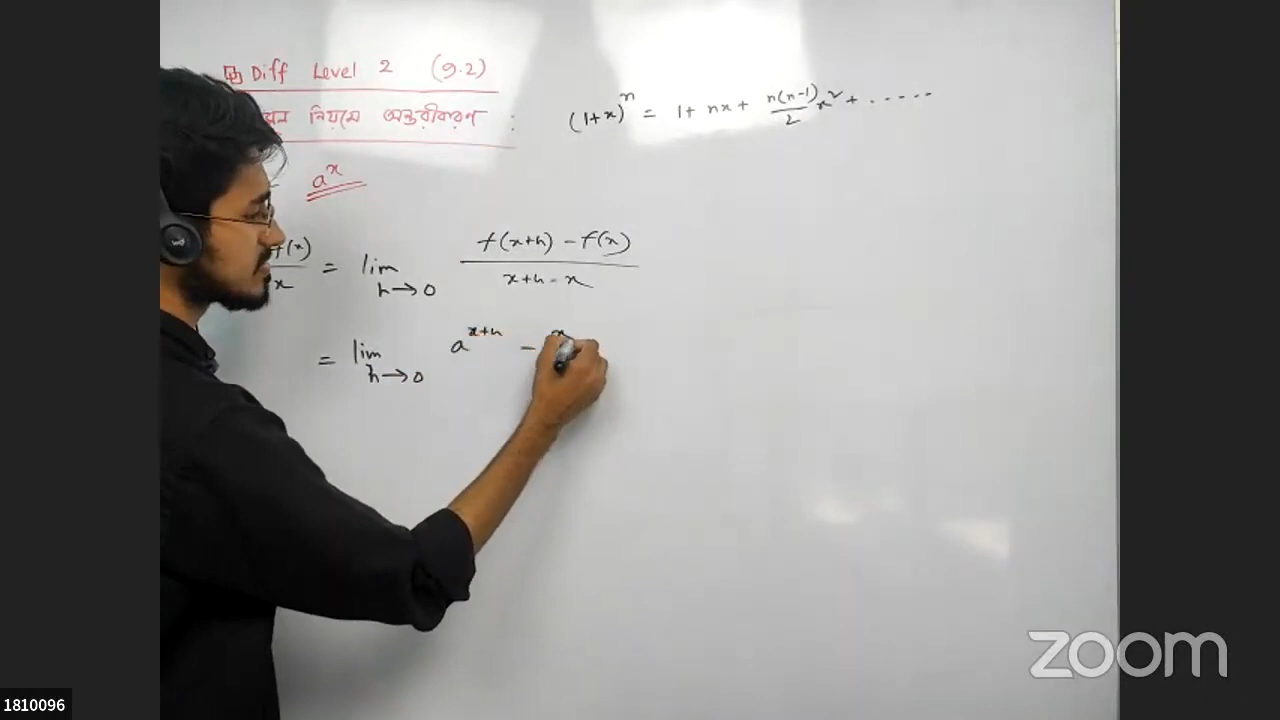 Diff Level 2 (9.2)
নিয়মে অন্তরীকরণ :
a^x
(1+x)^n = 1 + nx + n(n-1)/2 x^2 + .....
f(x) / x = lim h→0 f(x+h) - f(x) / x+h-x
= lim h→0 a^x+h - x
zoom
1810096